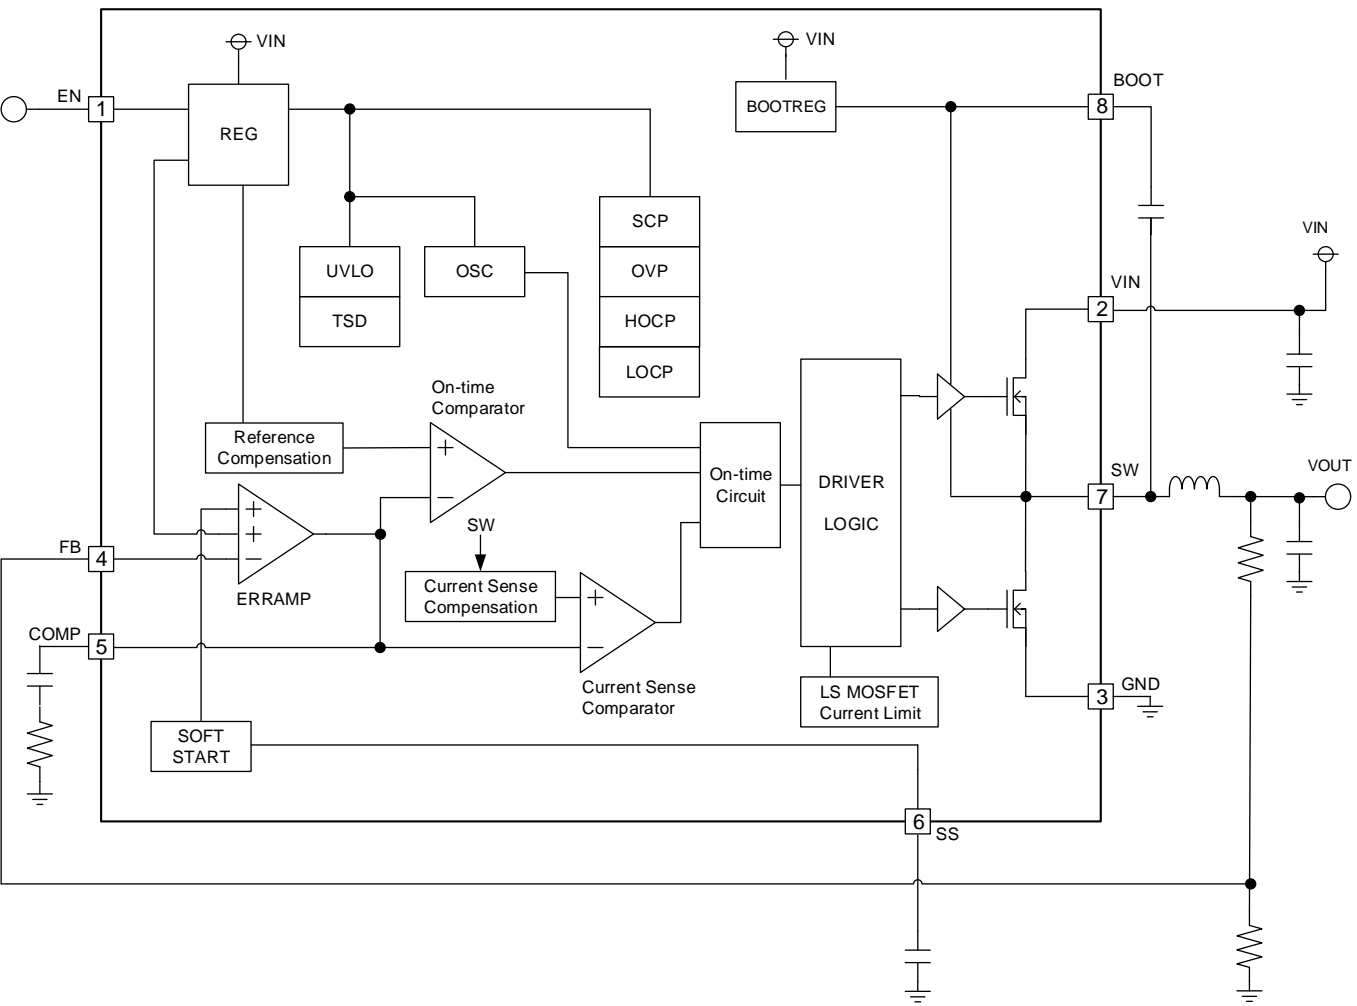 VIN
VIN
EN
1
REG
BOOTREG
BOOT
8
SCP
UVLO
OSC
OVP
TSD
HOCP
LOCP
VIN
VIN
2
On-time
Comparator
+
−
Reference
Compensation
On-time
Circuit
DRIVER
LOGIC
SW
7
VOUT
+
+
−
ERRAMP
FB
4
SW
Current Sense
Compensation
+
−
Current Sense
Comparator
COMP
5
LS MOSFET
Current Limit
3
GND
SOFT
START
6
SS